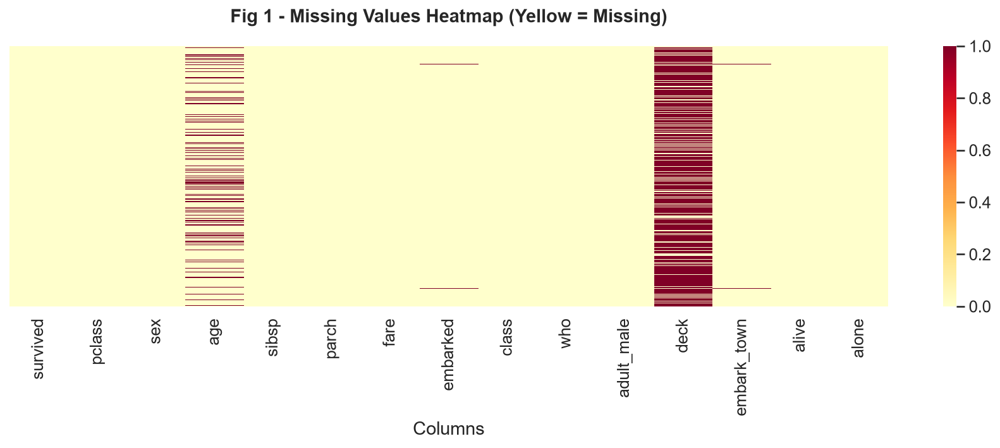 Fig 1 - Missing Values Heatmap (Yellow = Missing)
1.0
0.8
0.6
0.4
0.2
0.0
survived
pclass
sex
age
sibsp
parch
fare
embarked
class
who
adult_male
deck
embark_town
alive
alone
Columns